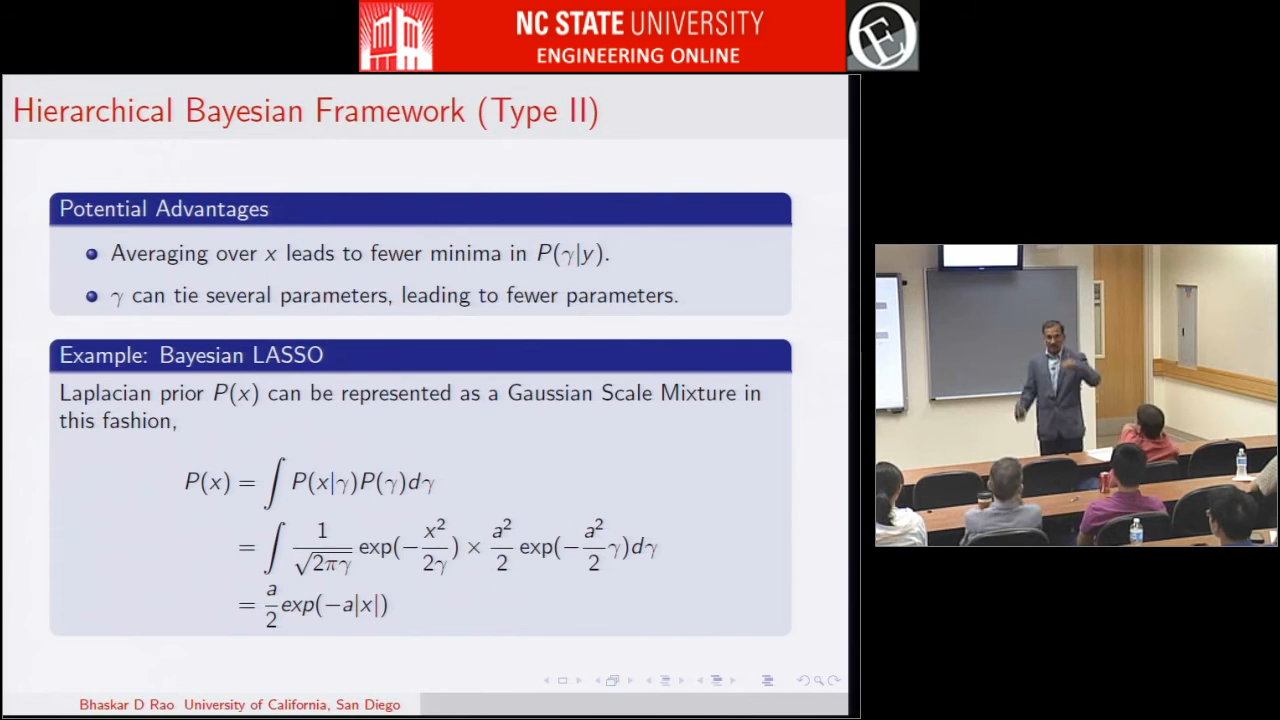 NC STATE UNIVERSITY
ENGINEERING ONLINE
Hierarchical Bayesian Framework (Type II)
Potential Advantages
Averaging over x leads to fewer minima in P(γ|y).
γ can tie several parameters, leading to fewer parameters.
Example: Bayesian LASSO
Laplacian prior P(x) can be represented as a Gaussian Scale Mixture in
this fashion,
P(x) = ∫ P(x|γ)P(γ)dγ
= ∫ 1/√(2πγ) exp(−x²/2γ) × a²/2 exp(−a²/2 γ)dγ
= a/2 exp(−a|x|)
Bhaskar D Rao University of California, San Diego